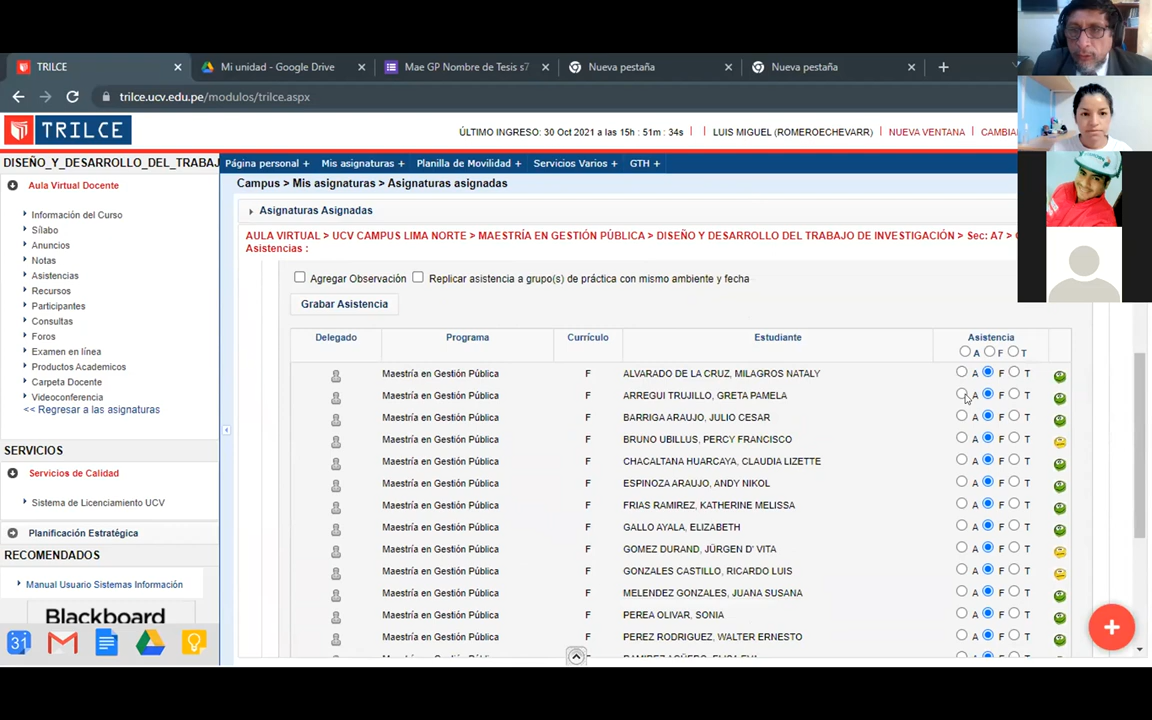 TRILCE
Mi unidad - Google Drive
Mae GP Nombre de Tesis s7
Nueva pestaña
Nueva pestaña
trilce.ucv.edu.pe/modulos/trilce.aspx
TRILCE
ÚLTIMO INGRESO: 30 Oct 2021 a las 15h : 51m : 34s
LUIS MIGUEL (ROMEROECHEVARR)
NUEVA VENTANA
CAMBIA
DISEÑO_Y_DESARROLLO_DEL_TRABAJ
Página personal +
Mis asignaturas +
Planilla de Movilidad +
Servicios Varios +
GTH +
Aula Virtual Docente
Información del Curso
Sílabo
Anuncios
Notas
Asistencias
Recursos
Participantes
Consultas
Foros
Examen en línea
Productos Academicos
Carpeta Docente
Videoconferencia
<< Regresar a las asignaturas
SERVICIOS
Servicios de Calidad
Sistema de Licenciamiento UCV
Planificación Estratégica
RECOMENDADOS
Manual Usuario Sistemas Información
Blackboard
31
Campus > Mis asignaturas > Asignaturas asignadas
Asignaturas Asignadas
AULA VIRTUAL > UCV CAMPUS LIMA NORTE > MAESTRÍA EN GESTIÓN PÚBLICA > DISEÑO Y DESARROLLO DEL TRABAJO DE INVESTIGACIÓN > Sec: A7 >
Asistencias :
Agregar Observación
Replicar asistencia a grupo(s) de práctica con mismo ambiente y fecha
Grabar Asistencia
Delegado Programa Currículo Estudiante Asistencia
A F T
Maestría en Gestión Pública F ALVARADO DE LA CRUZ, MILAGROS NATALY A F T
Maestría en Gestión Pública F ARREGUI TRUJILLO, GRETA PAMELA A F T
Maestría en Gestión Pública F BARRIGA ARAUJO, JULIO CESAR A F T
Maestría en Gestión Pública F BRUNO UBILLUS, PERCY FRANCISCO A F T
Maestría en Gestión Pública F CHACALTANA HUARCAYA, CLAUDIA LIZETTE A F T
Maestría en Gestión Pública F ESPINOZA ARAUJO, ANDY NIKOL A F T
Maestría en Gestión Pública F FRIAS RAMIREZ, KATHERINE MELISSA A F T
Maestría en Gestión Pública F GALLO AYALA, ELIZABETH A F T
Maestría en Gestión Pública F GOMEZ DURAND, JÜRGEN D' VITA A F T
Maestría en Gestión Pública F GONZALES CASTILLO, RICARDO LUIS A F T
Maestría en Gestión Pública F MELENDEZ GONZALES, JUANA SUSANA A F T
Maestría en Gestión Pública F PEREA OLIVAR, SONIA A F T
Maestría en Gestión Pública F PEREZ RODRIGUEZ, WALTER ERNESTO A F T